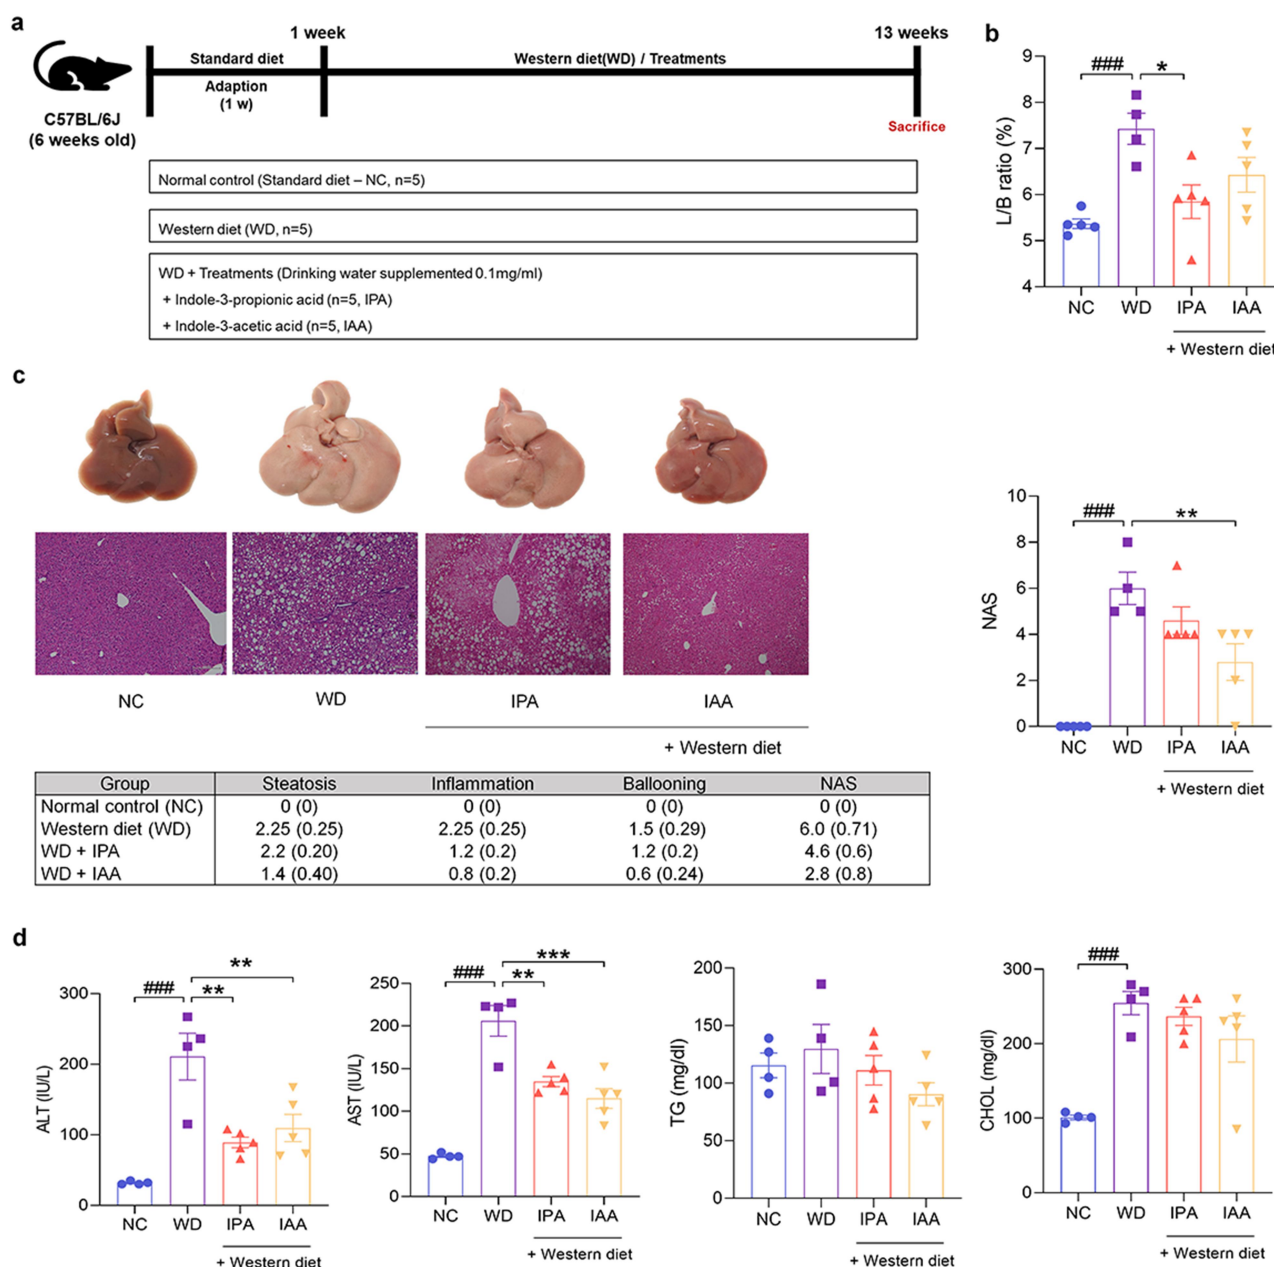 a
1 week
13 weeks
Standard diet
Western diet(WD) / Treatments
Adaption
(1 w)
C57BL/6J
(6 weeks old)
Sacrifice
Normal control (Standard diet – NC, n=5)
Western diet (WD, n=5)
WD + Treatments (Drinking water supplemented 0.1mg/ml)
+ Indole-3-propionic acid (n=5, IPA)
+ Indole-3-acetic acid (n=5, IAA)
b
L/B ratio (%)
9
8
7
6
5
4
###
*
NC WD IPA IAA
+ Western diet
c
NC WD IPA IAA
+ Western diet
NAS
10
8
6
4
2
0
###
**
NC WD IPA IAA
+ Western diet
Group Steatosis Inflammation Ballooning NAS
Normal control (NC) 0 (0) 0 (0) 0 (0) 0 (0)
Western diet (WD) 2.25 (0.25) 2.25 (0.25) 1.5 (0.29) 6.0 (0.71)
WD + IPA 2.2 (0.20) 1.2 (0.2) 1.2 (0.2) 4.6 (0.6)
WD + IAA 1.4 (0.40) 0.8 (0.2) 0.6 (0.24) 2.8 (0.8)
d
ALT (IU/L)
300
200
100
0
###
**
**
NC WD IPA IAA
+ Western diet
AST (IU/L)
250
200
150
100
50
0
###
**
***
NC WD IPA IAA
+ Western diet
TG (mg/dl)
200
150
100
50
0
NC WD IPA IAA
+ Western diet
CHOL (mg/dl)
300
200
100
0
###
NC WD IPA IAA
+ Western diet